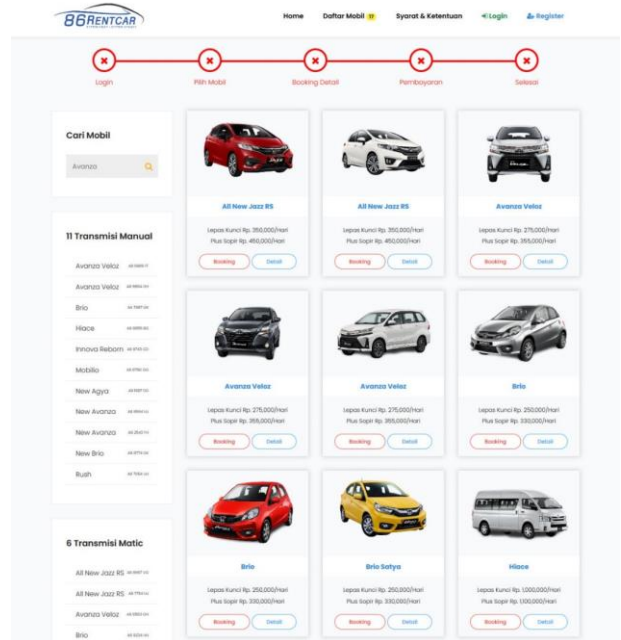 86RENTCAR
Home Daftar Mobil 17 Syarat & Ketentuan Login Register
Login Pilih Mobil Booking Detail Pembayaran Selesai
Cari Mobil
Avanza
11 Transmisi Manual
Avanza Veloz
Avanza Veloz
Brio
Hiace
Innova Reborn
Mobilio
New Agya
New Avanza
New Avanza
New Brio
Rush
6 Transmisi Matic
All New Jazz RS
All New Jazz RS
Avanza Veloz
Brio
All New Jazz RS
Lepas Kunci Rp. 350,000/Hari
Plus Sopir Rp. 450,000/Hari
Booking Detail
All New Jazz RS
Lepas Kunci Rp. 350,000/Hari
Plus Sopir Rp. 450,000/Hari
Booking Detail
Avanza Veloz
Lepas Kunci Rp. 275,000/Hari
Plus Sopir Rp. 355,000/Hari
Booking Detail
Avanza Veloz
Lepas Kunci Rp. 275,000/Hari
Plus Sopir Rp. 355,000/Hari
Booking Detail
Avanza Veloz
Lepas Kunci Rp. 275,000/Hari
Plus Sopir Rp. 355,000/Hari
Booking Detail
Brio
Lepas Kunci Rp. 250,000/Hari
Plus Sopir Rp. 330,000/Hari
Booking Detail
Brio
Lepas Kunci Rp. 250,000/Hari
Plus Sopir Rp. 330,000/Hari
Booking Detail
Brio Satya
Lepas Kunci Rp. 250,000/Hari
Plus Sopir Rp. 330,000/Hari
Booking Detail
Hiace
Lepas Kunci Rp. 1,000,000/Hari
Plus Sopir Rp. 1,100,000/Hari
Booking Detail